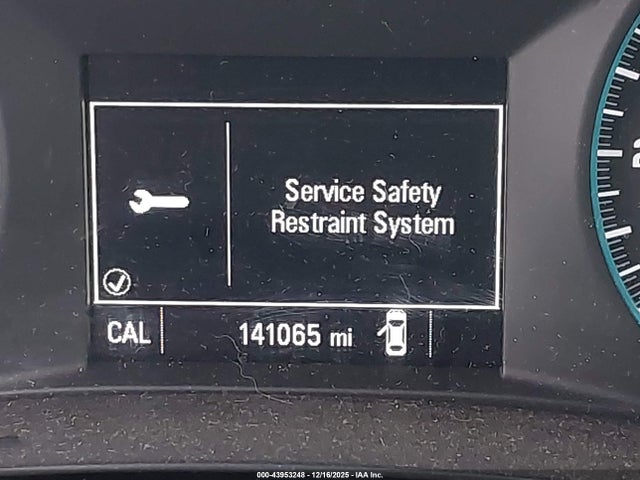 Service Safety
Restraint System
CAL 141065 mi
000-43953248 - 12/16/2025 - IAA Inc.